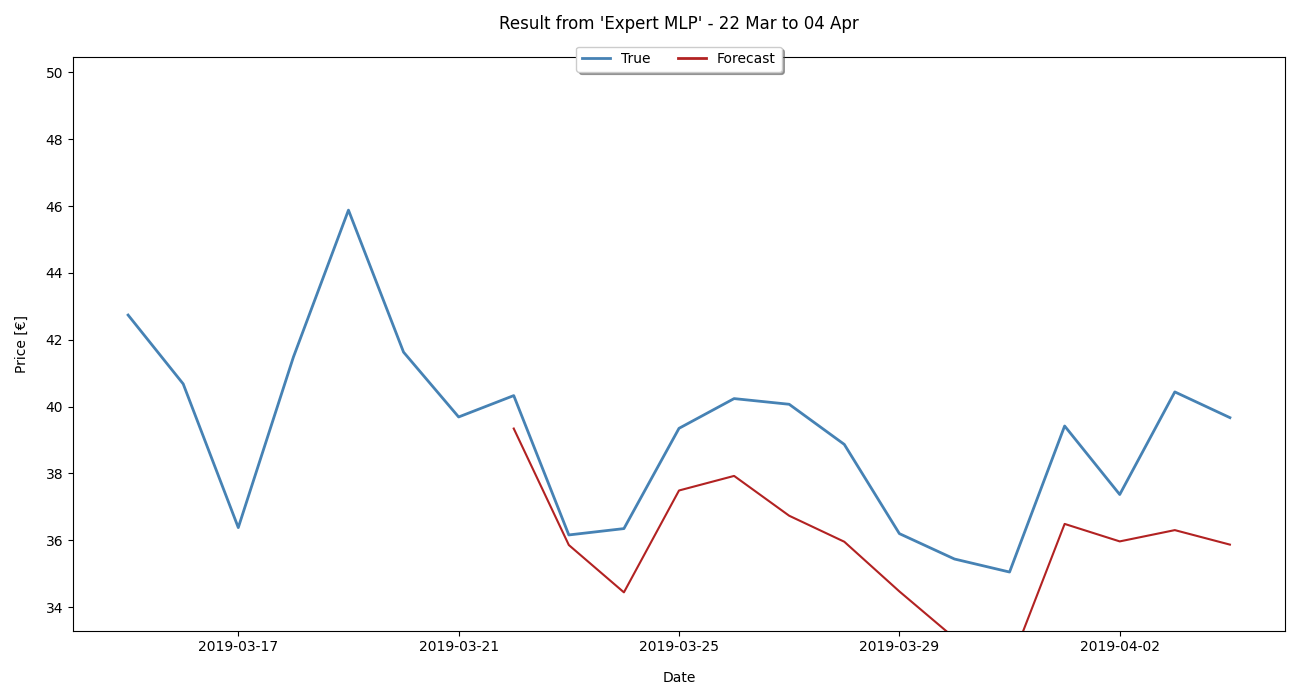 Result from 'Expert MLP' - 22 Mar to 04 Apr
True Forecast
50
48
46
44
42
40
38
36
34
Price [€]
2019-03-17 2019-03-21 2019-03-25 2019-03-29 2019-04-02
Date